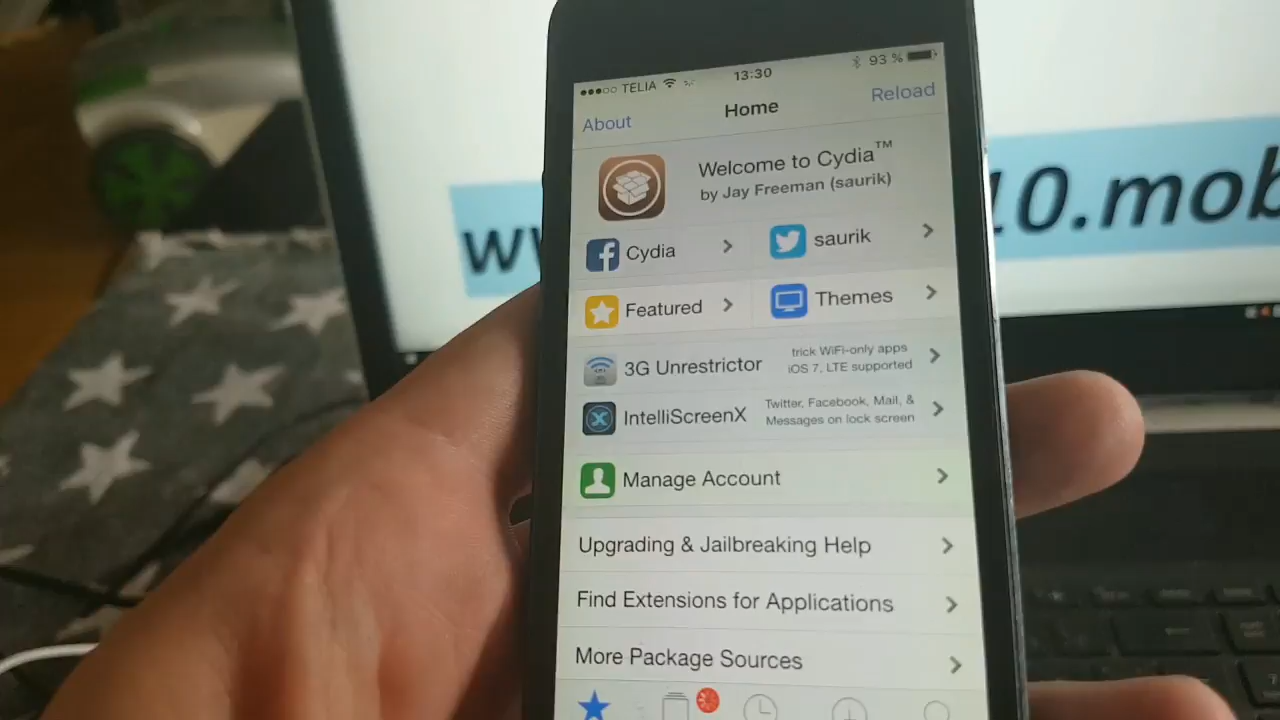 TELIA 13:30 93 %
About Home Reload
Welcome to Cydia™
by Jay Freeman (saurik)
Cydia saurik
Featured Themes
3G Unrestrictor trick WiFi-only apps
iOS 7, LTE supported
IntelliScreenX Twitter, Facebook, Mail, &
Messages on lock screen
Manage Account
Upgrading & Jailbreaking Help
Find Extensions for Applications
More Package Sources
10.mob